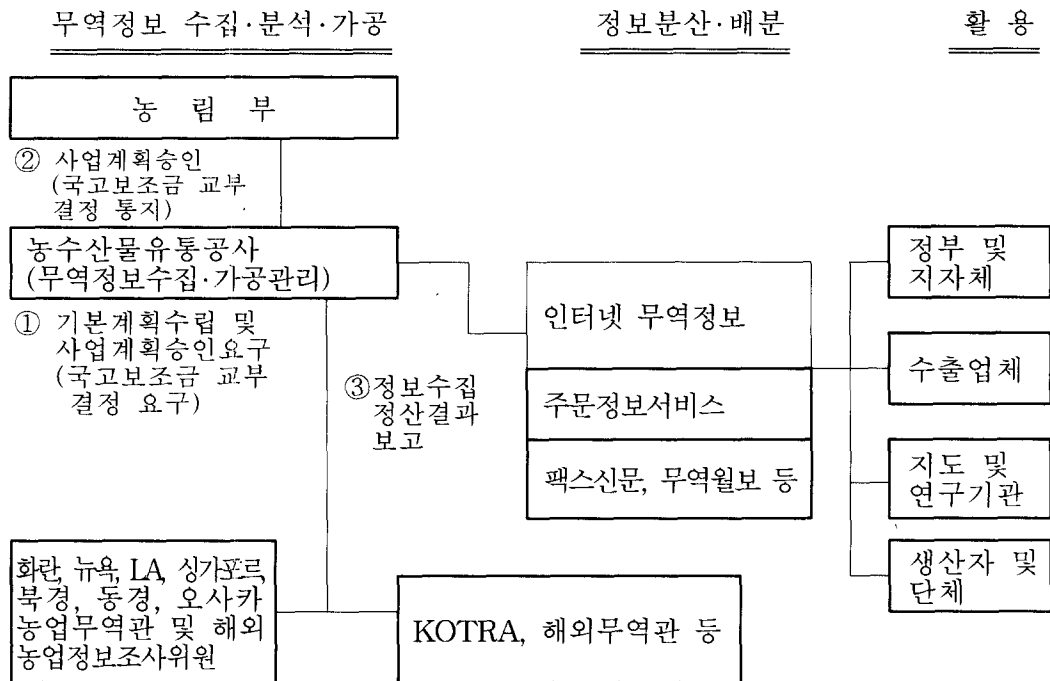 무역정보 수집·분석·가공
정보분산·배분
활 용
농 림 부
② 사업계획승인
(국고보조금 교부
결정 통지)
농수산물유통공사
(무역정보수집·가공관리)
① 기본계획수립 및
사업계획승인요구
(국고보조금 교부
결정 요구)
③정보수집
정산결과
보고
화란, 뉴욕, LA, 싱가포르,
북경, 동경, 오사카
농업무역관 및 해외
농업정보조사위원
KOTRA, 해외무역관 등
인터넷 무역정보
주문정보서비스
팩스신문, 무역월보 등
정부 및
지자체
수출업체
지도 및
연구기관
생산자 및
단체